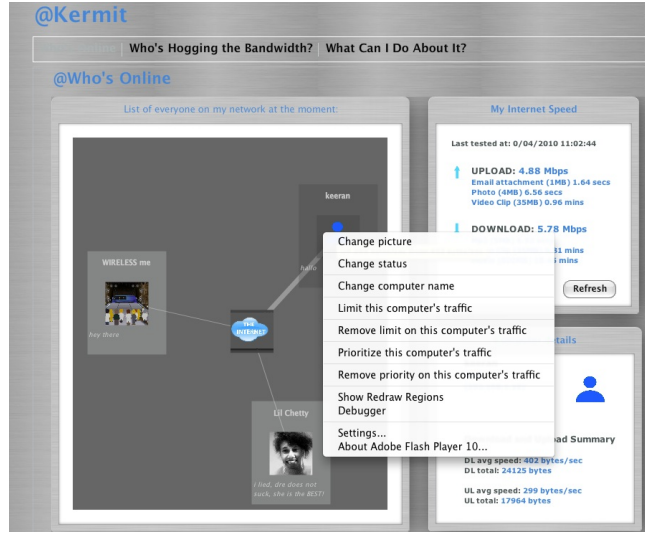 @Kermit
Who's Hogging the Bandwidth? | What Can I Do About It?
@Who's Online
List of everyone on my network at the moment:
keeran
hallo
WIRELESS me
hey there
THE INTERNET
Lil Chetty
i lied, dre does not
suck, she is the BEST?
Change picture
Change status
Change computer name
Limit this computer's traffic
Remove limit on this computer's traffic
Prioritize this computer's traffic
Remove priority on this computer's traffic
Show Redraw Regions
Debugger
Settings...
About Adobe Flash Player 10...
My Internet Speed
Last tested at: 0/04/2010 11:02:44
UPLOAD: 4.88 Mbps
Email attachment (1MB) 1.64 secs
Photo (4MB) 6.56 secs
Video Clip (35MB) 0.96 mins
DOWNLOAD: 5.78 Mbps
mins
mins
Refresh
Summary
DL avg speed: 402 bytes/sec
DL total: 24125 bytes
UL avg speed: 299 bytes/sec
UL total: 17964 bytes